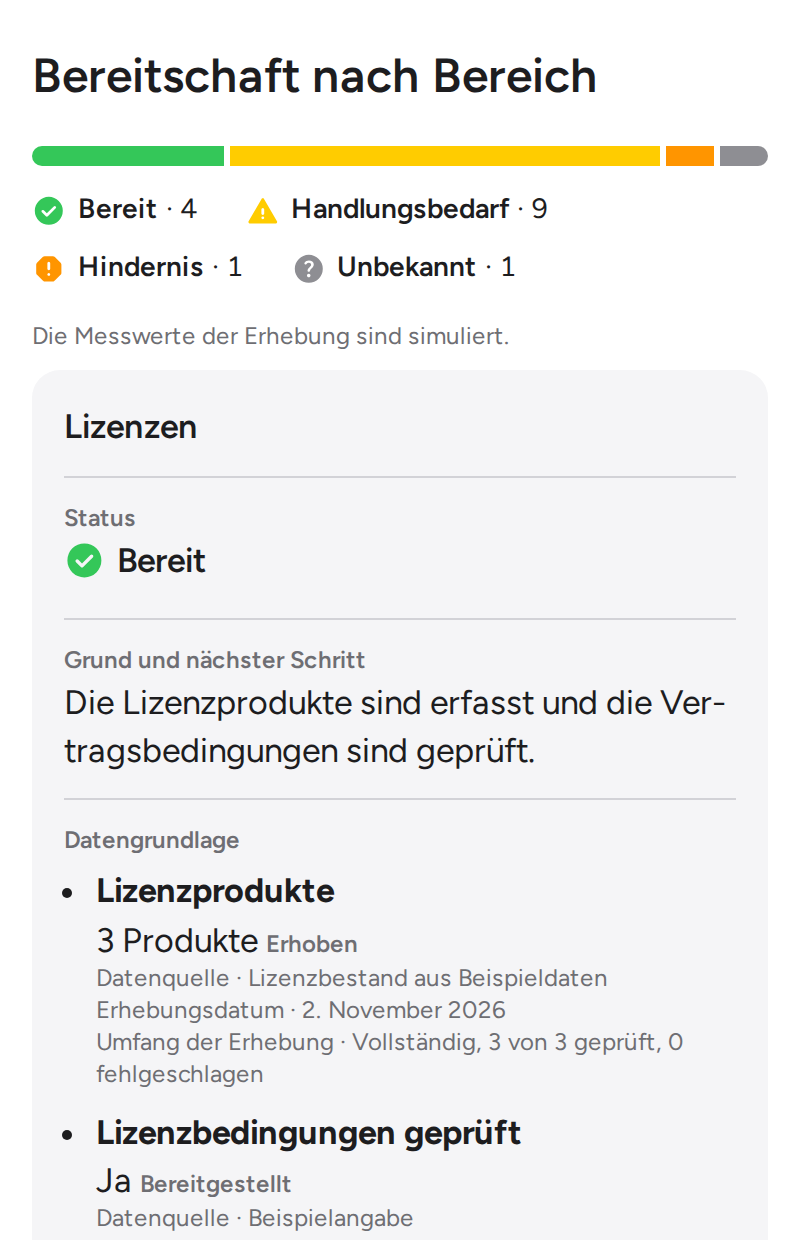 Bereitschaft nach Bereich
Bereit · 4 Handlungsbedarf · 9
Hindernis · 1 Unbekannt · 1
Die Messwerte der Erhebung sind simuliert.
Lizenzen
Status
Bereit
Grund und nächster Schritt
Die Lizenzprodukte sind erfasst und die Ver-
tragsbedingungen sind geprüft.
Datengrundlage
• Lizenzprodukte
3 Produkte Erhoben
Datenquelle · Lizenzbestand aus Beispieldaten
Erhebungsdatum · 2. November 2026
Umfang der Erhebung · Vollständig, 3 von 3 geprüft, 0
fehlgeschlagen
• Lizenzbedingungen geprüft
Ja Bereitgestellt
Datenquelle · Beispielangabe